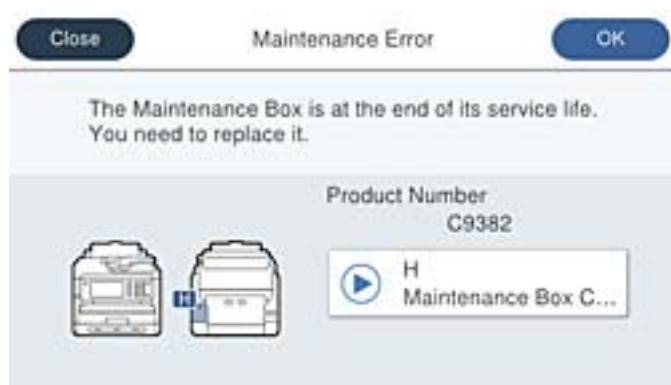 Close
Maintenance Error
OK
The Maintenance Box is at the end of its service life.
You need to replace it.
Product Number
C9382
H
H
Maintenance Box C...